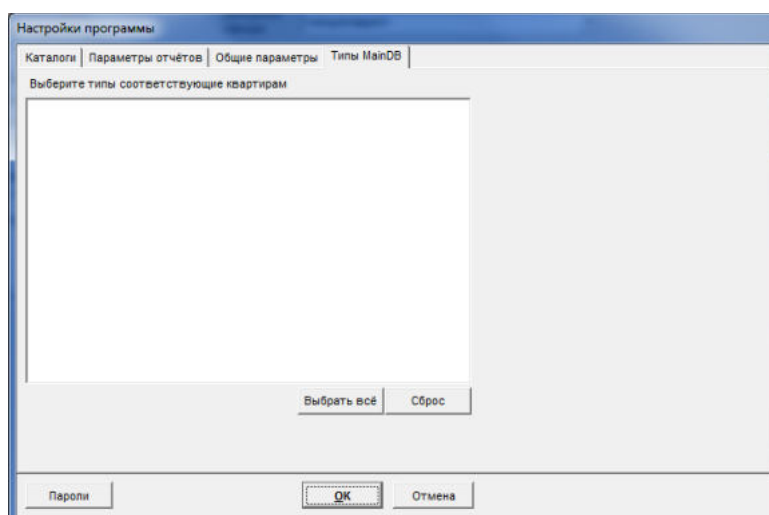 Настройки программы
Каталоги Параметры отчётов Общие параметры Типы MainDB
Выберите типы соответствующие квартирам
Выбрать всё Сброс
Пароли OK Отмена